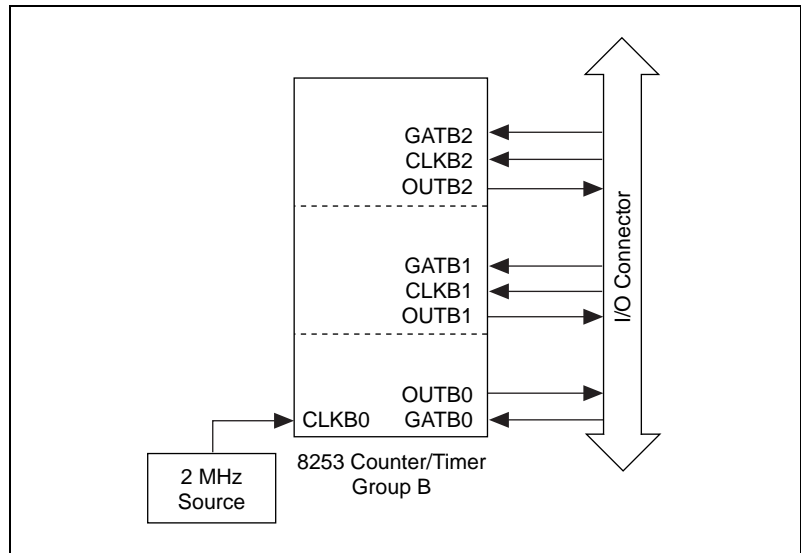 GATB2
CLKB2
OUTB2
GATB1
CLKB1
OUTB1
OUTB0
CLKB0 GATB0
I/O Connector
2 MHz
Source
8253 Counter/Timer
Group B